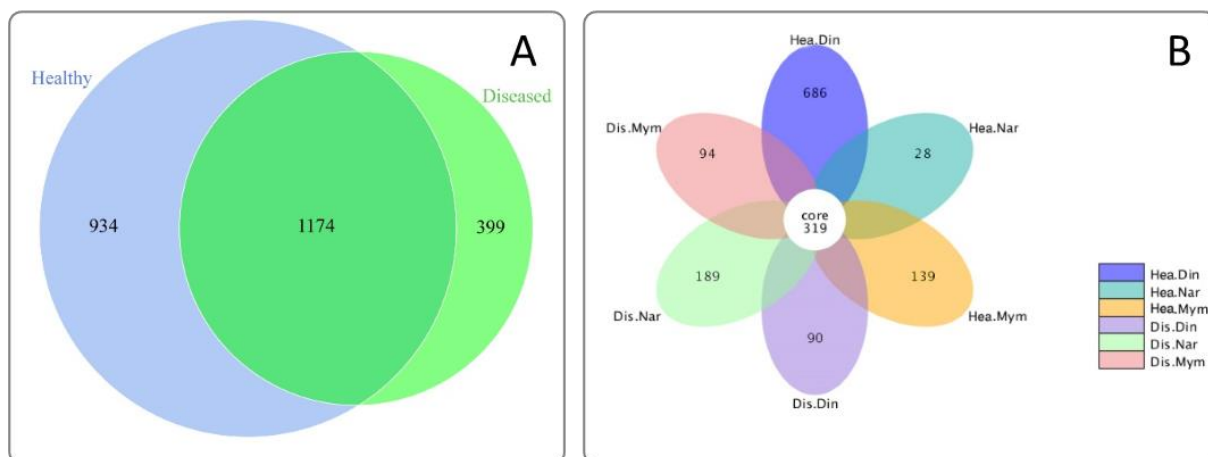 A
Healthy
Diseased
934
1174
399
B
Hea.Din
686
Dis.Mym
94
Hea.Nar
28
core
319
189
139
Dis.Nar
Hea.Mym
90
Dis.Din
Hea.Din
Hea.Nar
Hea.Mym
Dis.Din
Dis.Nar
Dis.Mym